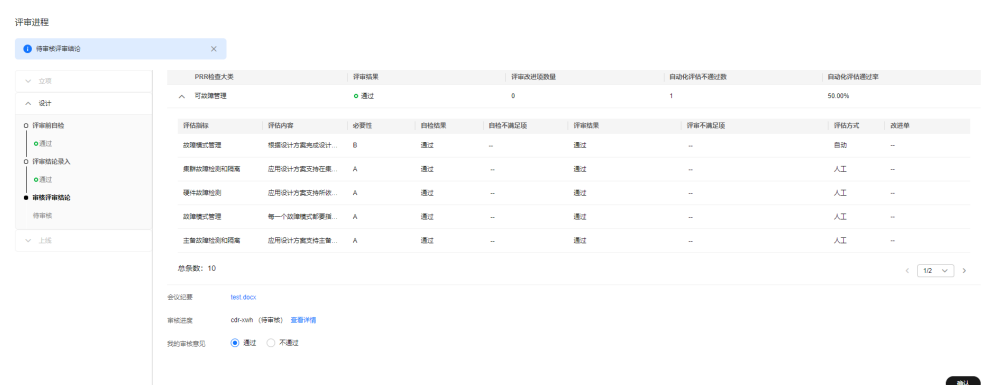 评审进程
待审核评审结论
立项
设计
评审前自检
通过
评审结论录入
通过
审核评审结论
待审核
上线
PRR检查大类 评审结果 评审改进项数量 自动化评估不通过数 自动化评估通过率
可故障管理 通过 0 1 50.00%
评估指标 评估内容 必要性 自检结果 自检不满足项 评审结果 评审不满足项 评估方式 改进单
故障模式管理 根据设计方案完成设计... B 通过 -- 通过 -- 自动 --
集群故障检测和隔离 应用设计方案支持在集... A 通过 -- 通过 -- 人工 --
硬件故障检测 应用设计方案支持所依... A 通过 -- 通过 -- 人工 --
故障模式管理 每一个故障模式都要指... A 通过 -- 通过 -- 人工 --
主备故障检测和隔离 应用设计方案支持主备... A 通过 -- 通过 -- 人工 --
总条数：10 1/2
会议纪要 test.docx
审核进度 cdr-xwh （待审核） 查看详情
我的审核意见 通过 不通过
确认